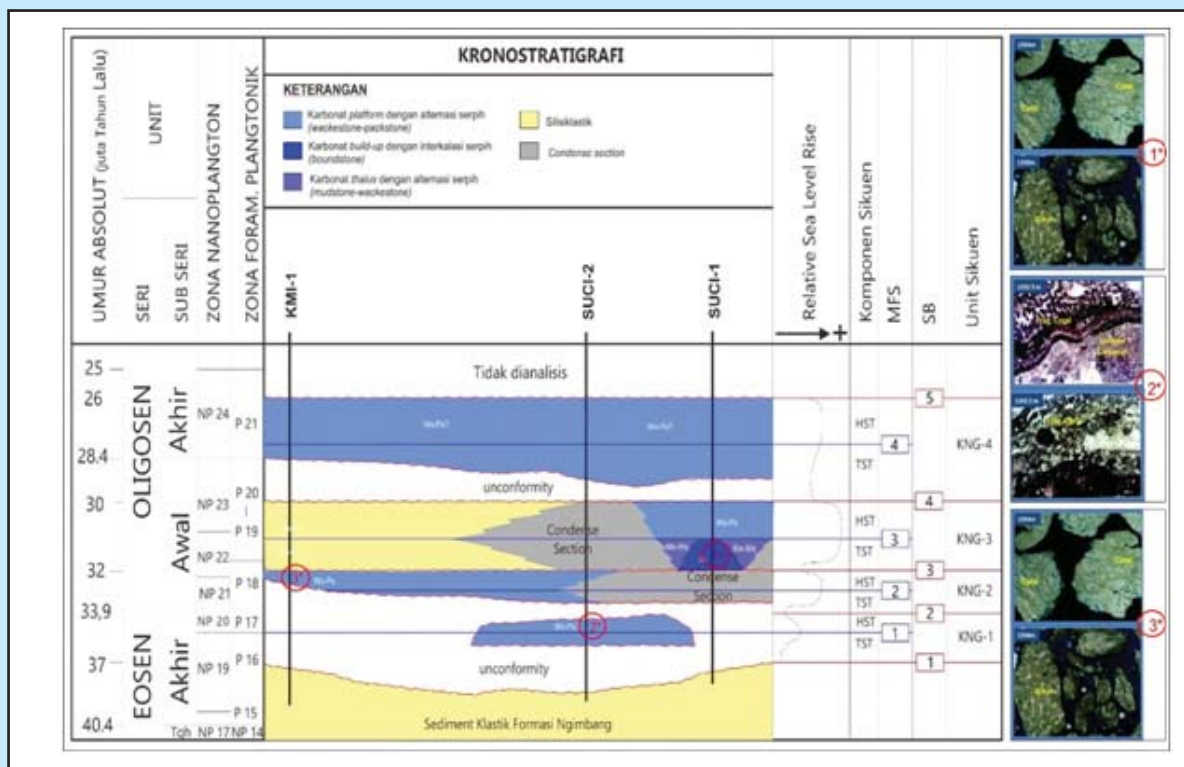 KRONOSTRATIGRAFI
KETERANGAN
Karbonat platform dengan alternasi serpih
(wackestone-packstone)
Karbonat build-up dengan interkalasi serpih
(boundstone)
Karbonat thalus dengan alternasi serpih
(mudstone-wackestone)
Silisiklastik
Condense section
UMUR ABSOLUT (juta Tahun Lalu)
UNIT
SERI
SUB SERI
ZONA NANOPLANGTON
ZONA FORAM. PLANGTONIK
KMI-1
SUCI-2
SUCI-1
Relative Sea Level Rise
+
Komponen Sikuen
MFS
SB
Unit Sikuen
25
26
28.4
30
32
33,9
37
40.4
OLIGOSEN
EOSEN
Akhir
Awal
Akhir
Tgh
NP 24
NP 23
NP 22
NP 21
NP 20
NP 19
NP 17
P 21
P 20
P 19
P 18
P 17
P 16
P 15
NP 14
Tidak dianalisis
unconformity
Condense
Section
Wa-Pa
Condense
Section
Wa-Pa
unconformity
Sediment Klastik Formasi Ngimbang
HST
TST
HST
TST
HST
TST
HST
TST
4
3
2
1
5
4
3
2
1
KNG-4
KNG-3
KNG-2
KNG-1
1*
2*
3*
3*
2*